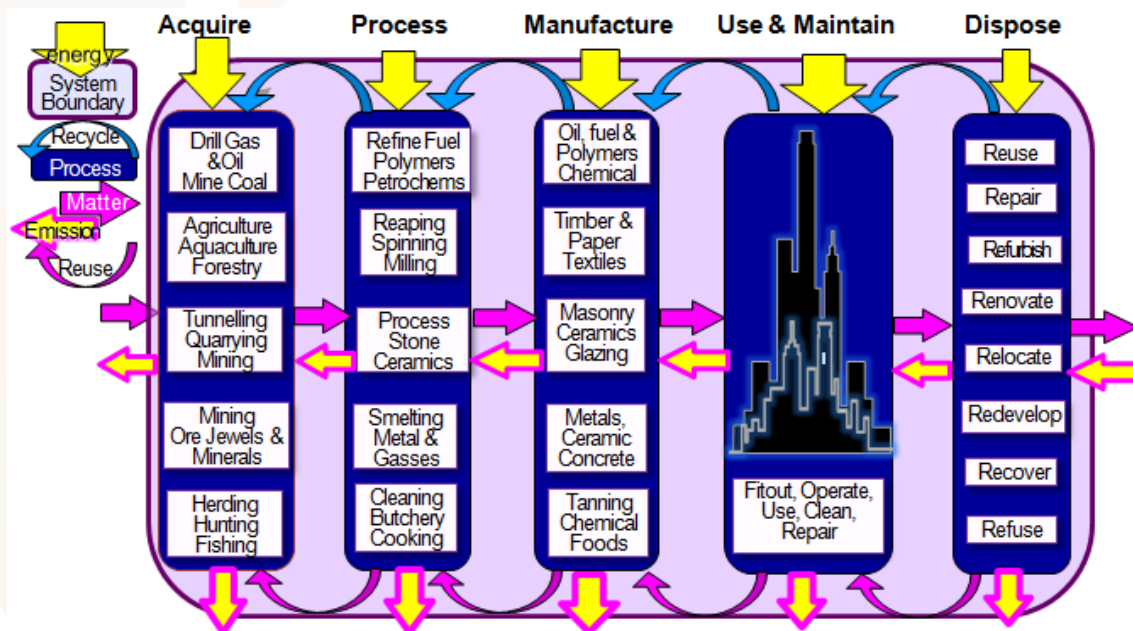 Acquire
Process
Manufacture
Use & Maintain
Dispose
energy
System
Boundary
Recycle
Process
Matter
Emission
Reuse
Drill Gas
&Oil
Mine Coal
Agriculture
Aquaculture
Forestry
Tunnelling
Quarrying
Mining
Mining
Ore Jewels &
Minerals
Herding
Hunting
Fishing
Refine Fuel
Polymers
Petrochems
Reaping
Spinning
Milling
Process
Stone
Ceramics
Smelting
Metal &
Gasses
Cleaning
Butchery
Cooking
Oil, fuel &
Polymers
Chemical
Timber &
Paper
Textiles
Masonry
Ceramics
Glazing
Metals,
Ceramic
Concrete
Tanning
Chemical
Foods
Fitout, Operate,
Use, Clean,
Repair
Reuse
Repair
Refurbish
Renovate
Relocate
Redevelop
Recover
Refuse